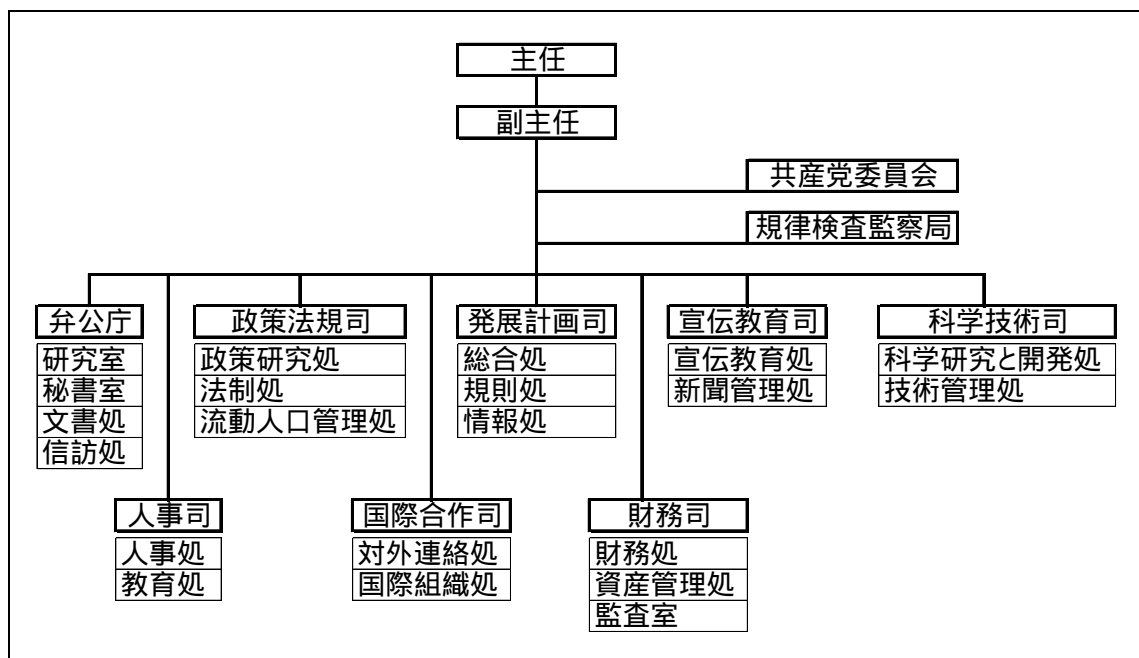 主任
副主任
共産党委員会
規律検査監察局
弁公庁
研究室
秘書室
文書処
信訪処
政策法規司
政策研究処
法制処
流動人口管理処
発展計画司
総合処
規則処
情報処
宣伝教育司
宣伝教育処
新聞管理処
科学技術司
科学研究と開発処
技術管理処
人事司
人事処
教育処
国際合作司
対外連絡処
国際組織処
財務司
財務処
資産管理処
監査室